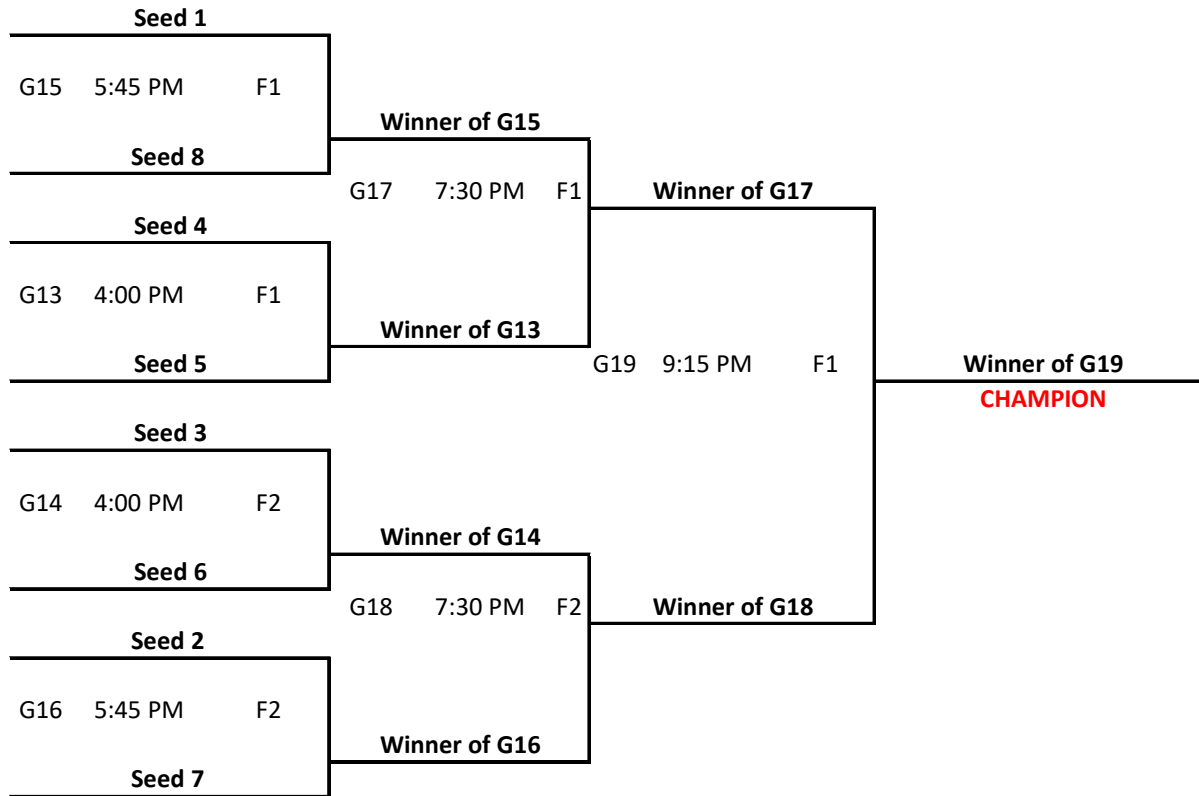 Seed 1
G15 5:45 PM F1
Winner of G15
Seed 8
G17 7:30 PM F1
Winner of G17
Seed 4
G13 4:00 PM F1
Winner of G13
Seed 5
G19 9:15 PM F1
Winner of G19
CHAMPION
Seed 3
G14 4:00 PM F2
Winner of G14
Seed 6
G18 7:30 PM F2
Winner of G18
Seed 2
G16 5:45 PM F2
Winner of G16
Seed 7